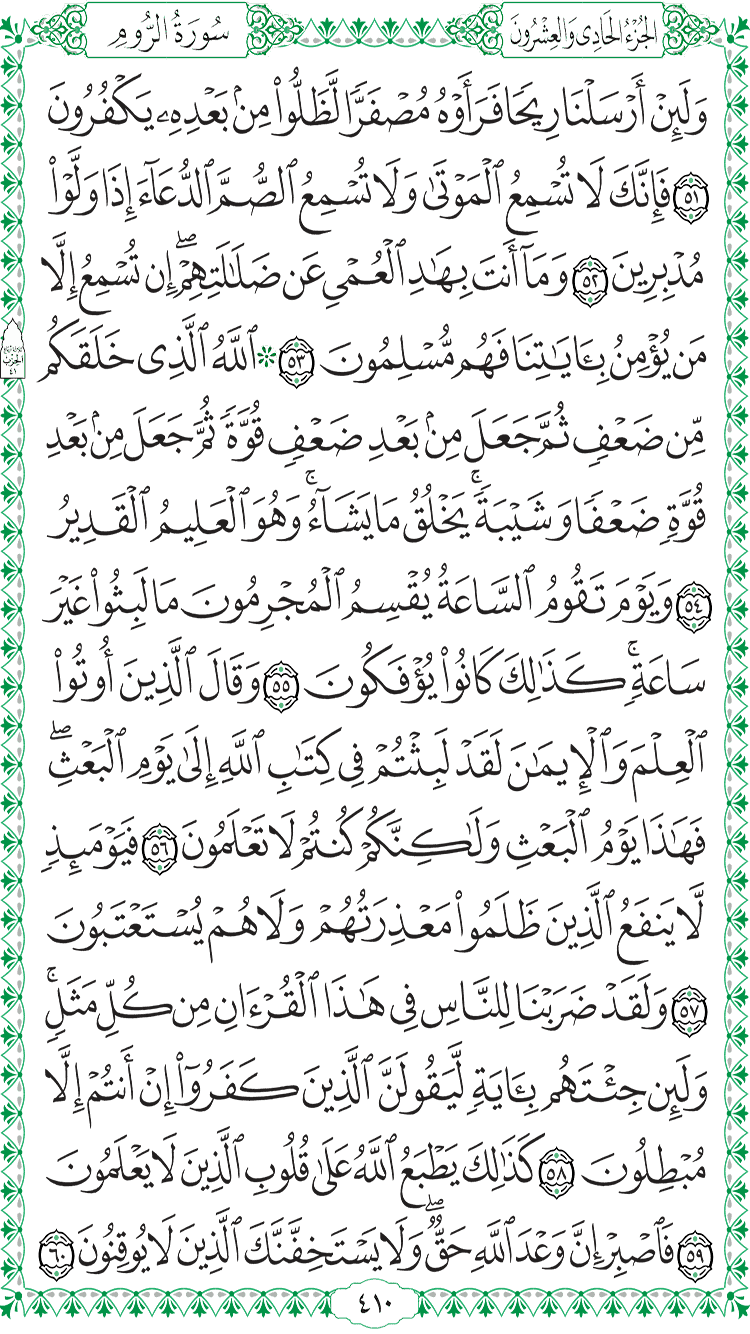 الجُزْءُ الحَادِي وَالعِشْرُونَ
سُورَةُ الرُّومِ
وَلَئِنْ أَرْسَلْنَا رِيحًا فَرَأَوْهُ مُصْفَرًّا لَّظَلُّوا۟ مِنۢ بَعْدِهِۦ يَكْفُرُونَ
٥١ فَإِنَّكَ لَا تُسْمِعُ ٱلْمَوْتَىٰ وَلَا تُسْمِعُ ٱلصُّمَّ ٱلدُّعَآءَ إِذَا وَلَّوْا۟
مُدْبِرِينَ ٥٢ وَمَآ أَنتَ بِهَٰدِ ٱلْعُمْىِ عَن ضَلَٰلَتِهِمْ ۖ إِن تُسْمِعُ إِلَّا
مَن يُؤْمِنُ بِـَٔايَٰتِنَا فَهُم مُّسْلِمُونَ ٥٣ * ٱللَّهُ ٱلَّذِى خَلَقَكُم
مِّن ضَعْفٍ ثُمَّ جَعَلَ مِنۢ بَعْدِ ضَعْفٍ قُوَّةً ثُمَّ جَعَلَ مِنۢ بَعْدِ
قُوَّةٍ ضَعْفًا وَشَيْبَةً ۚ يَخْلُقُ مَا يَشَآءُ ۚ وَهُوَ ٱلْعَلِيمُ ٱلْقَدِيرُ
٥٤ وَيَوْمَ تَقُومُ ٱلسَّاعَةُ يُقْسِمُ ٱلْمُجْرِمُونَ مَا لَبِثُوا۟ غَيْرَ
سَاعَةٍ ۚ كَذَٰلِكَ كَانُوا۟ يُؤْفَكُونَ ٥٥ وَقَالَ ٱلَّذِينَ أُوتُوا۟
ٱلْعِلْمَ وَٱلْإِيمَٰنَ لَقَدْ لَبِثْتُمْ فِى كِتَٰبِ ٱللَّهِ إِلَىٰ يَوْمِ ٱلْبَعْثِ ۖ
فَهَٰذَا يَوْمُ ٱلْبَعْثِ وَلَٰكِنَّكُمْ كُنتُمْ لَا تَعْلَمُونَ ٥٦ فَيَوْمَئِذٍ
لَّا يَنفَعُ ٱلَّذِينَ ظَلَمُوا۟ مَعْذِرَتُهُمْ وَلَا هُمْ يُسْتَعْتَبُونَ
٥٧ وَلَقَدْ ضَرَبْنَا لِلنَّاسِ فِى هَٰذَا ٱلْقُرْءَانِ مِن كُلِّ مَثَلٍ ۚ
وَلَئِن جِئْتَهُم بِـَٔايَةٍ لَّيَقُولَنَّ ٱلَّذِينَ كَفَرُوٓا۟ إِنْ أَنتُمْ إِلَّا
مُبْطِلُونَ ٥٨ كَذَٰلِكَ يَطْبَعُ ٱللَّهُ عَلَىٰ قُلُوبِ ٱلَّذِينَ لَا يَعْلَمُونَ
٥٩ فَٱصْبِرْ إِنَّ وَعْدَ ٱللَّهِ حَقٌّ ۖ وَلَا يَسْتَخِفَّنَّكَ ٱلَّذِينَ لَا يُوقِنُونَ ٦٠
الحزب
٤١
٤١٠